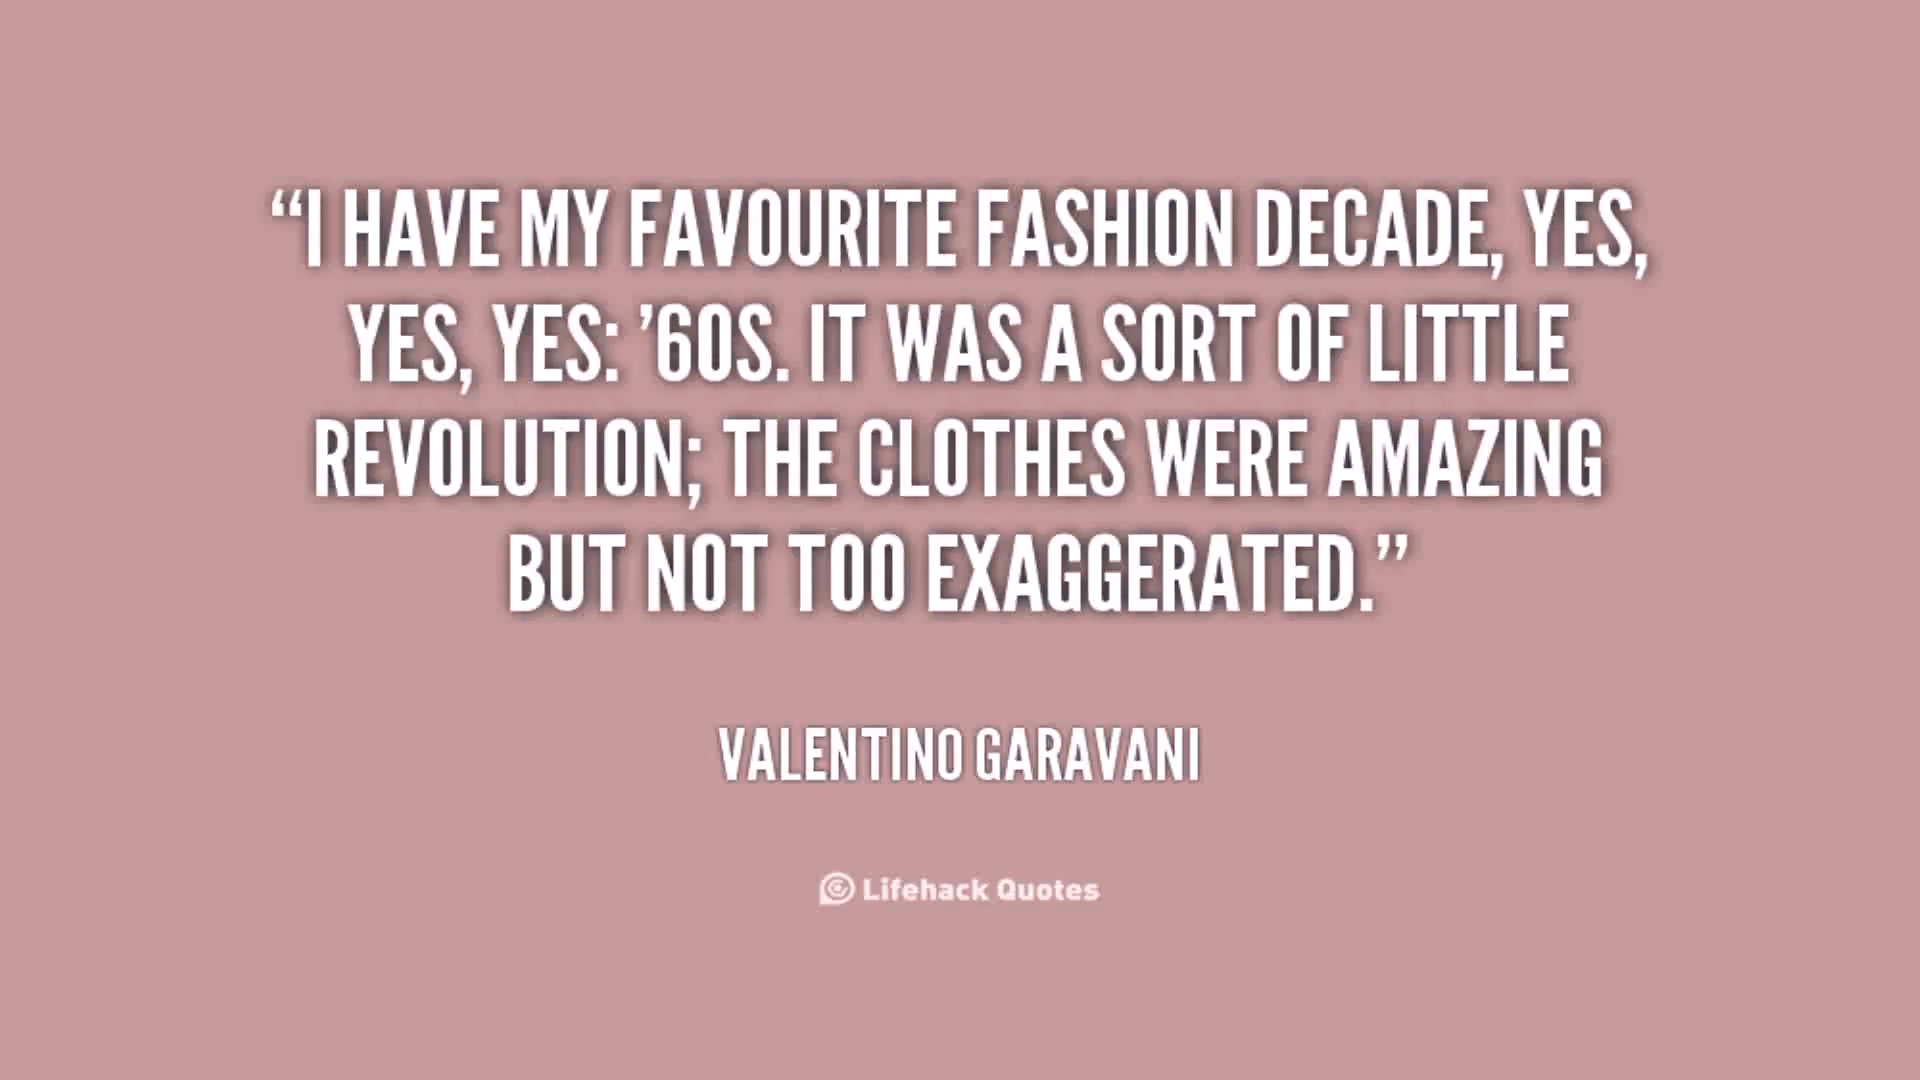 “I HAVE MY FAVOURITE FASHION DECADE, YES,
YES, YES: ’60S. IT WAS A SORT OF LITTLE
REVOLUTION; THE CLOTHES WERE AMAZING
BUT NOT TOO EXAGGERATED.”
VALENTINO GARAVANI
Lifehack Quotes